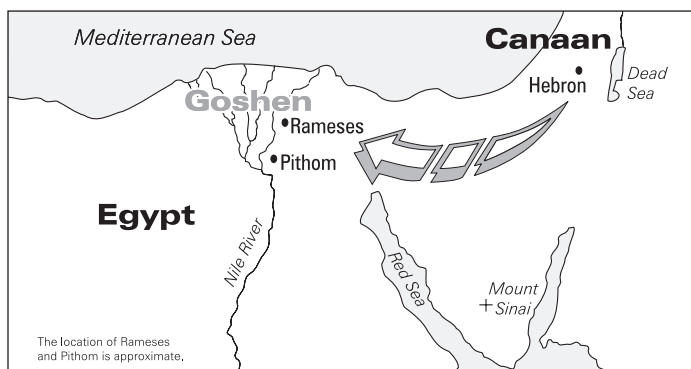 Mediterranean Sea
Canaan
Hebron
Dead
Sea
Goshen
Rameses
Pithom
Egypt
Nile River
Red Sea
Mount
Sinai
The location of Rameses
and Pithom is approximate.